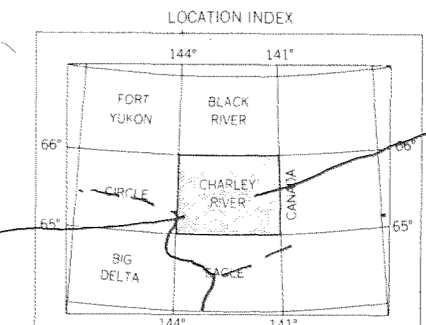 LOCATION INDEX
144° 141°
FORT
YUKON
BLACK
RIVER
66° 66°
CIRCLE
CHARLEY
RIVER
CANADA
65° 65°
BIG
DELTA
EAGLE
144° 141°